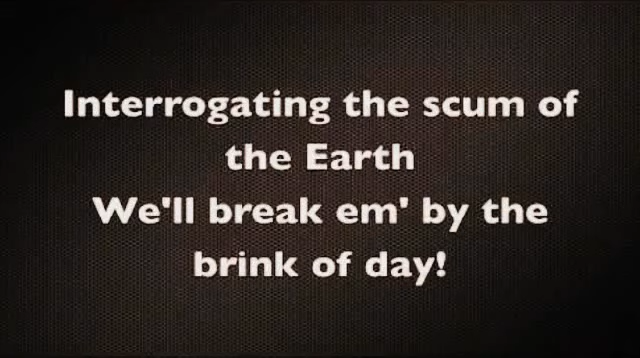 Interrogating the scum of
the Earth
We'll break em' by the
brink of day!